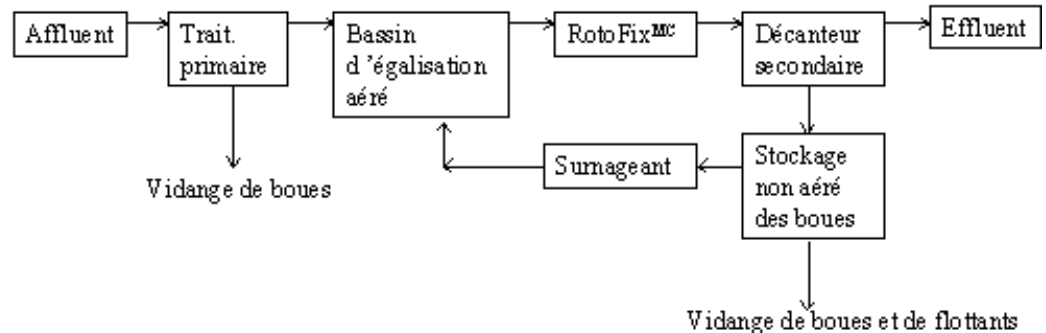 Affluent
Trait.
primaire
Bassin
d ’égalisation
aéré
RotoFixᴹᶜ
Décanteur
secondaire
Effluent
Surnageant
Stockage
non aéré
des boues
Vidange de boues
Vidange de boues et de flottants